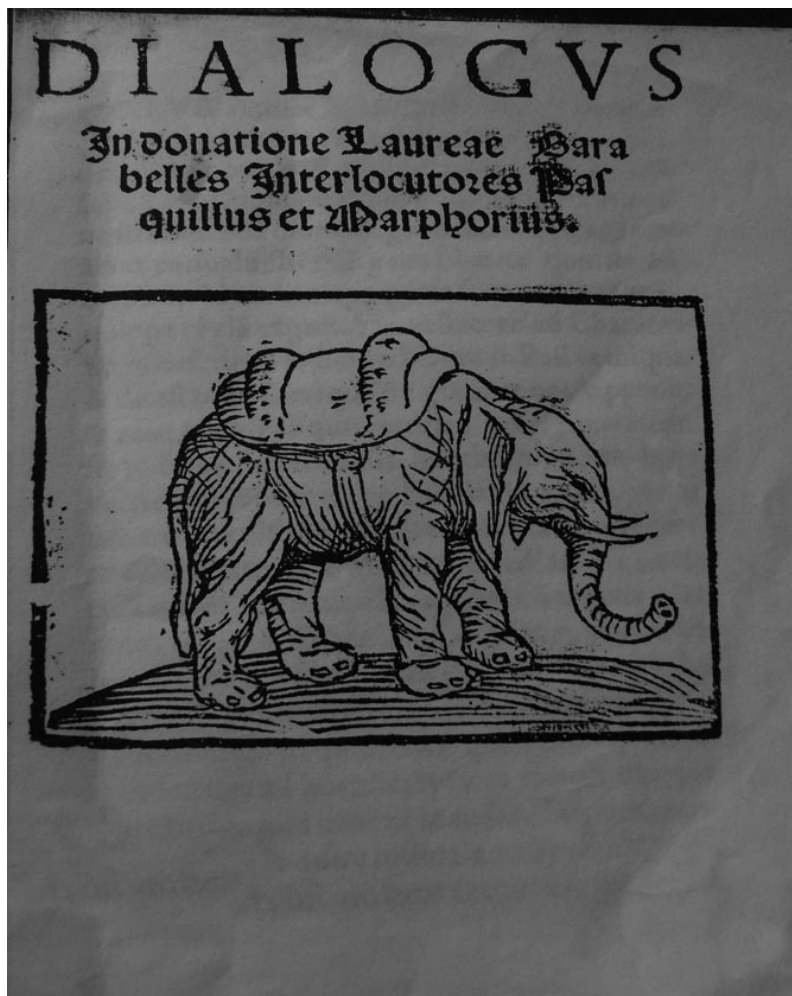 DIALOGVS
In donatione Laureae Bara
belles Interlocutores Pas
quillus et Marphorius.